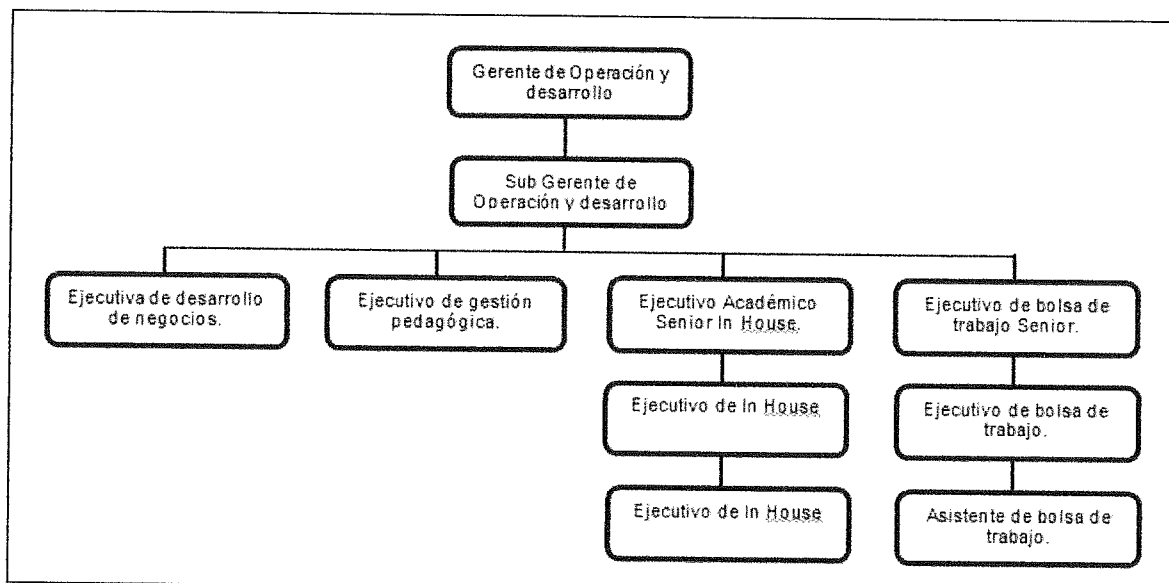 Gerente de Operación y
desarrollo
Sub Gerente de
Operación y desarrollo
Ejecutiva de desarrollo
de negocios.
Ejecutivo de gestión
pedagógica.
Ejecutivo Académico
Senior In House.
Ejecutivo de bolsa de
trabajo Senior.
Ejecutivo de In House
Ejecutivo de bolsa de
trabajo.
Ejecutivo de In House
Asistente de bolsa de
trabajo.